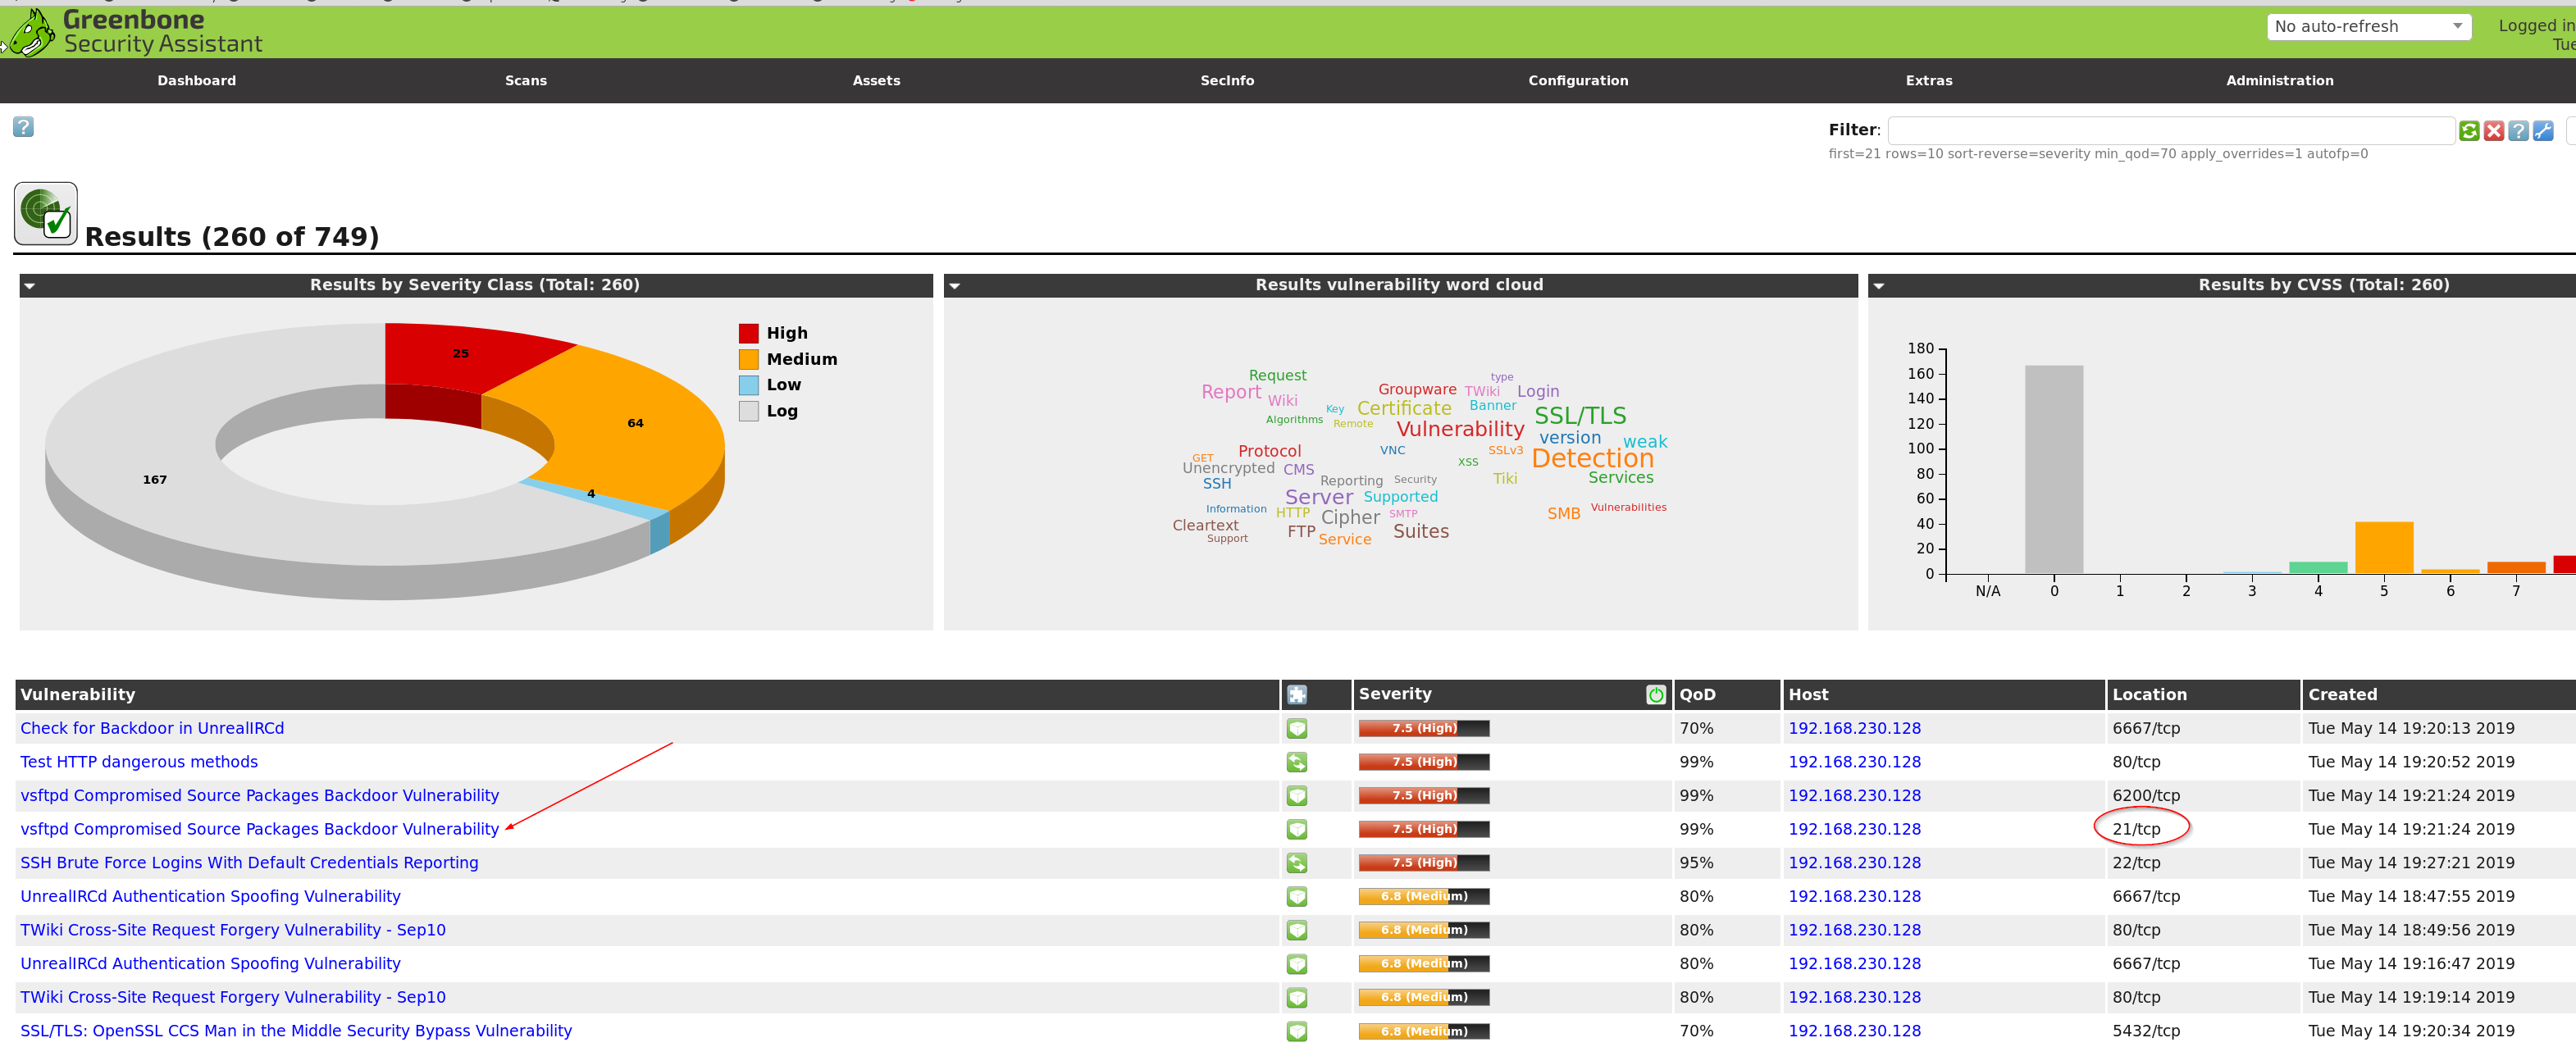 Greenbone
Security Assistant
No auto-refresh
Logged in
Tue
Dashboard Scans Assets SecInfo Configuration Extras Administration
Filter:
first=21 rows=10 sort-reverse=severity min_qod=70 apply_overrides=1 autofp=0
Results (260 of 749)
Results by Severity Class (Total: 260)
25
64
4
167
High
Medium
Low
Log
Results vulnerability word cloud
Request
type
Report
Wiki
Groupware
TWiki
Login
Key
Certificate
Banner
SSL/TLS
Algorithms
Remote
Vulnerability
version
weak
Protocol
VNC
SSLv3
Detection
GET
XSS
Unencrypted
CMS
Tiki
Services
SSH
Reporting
Security
Server
Supported
Information
HTTP
Cipher
SMTP
SMB
Vulnerabilities
Cleartext
FTP
Suites
Support
Service
Results by CVSS (Total: 260)
180
160
140
120
100
80
60
40
20
0
N/A 0 1 2 3 4 5 6 7
Vulnerability Severity QoD Host Location Created
Check for Backdoor in UnrealIRCd 7.5 (High) 70% 192.168.230.128 6667/tcp Tue May 14 19:20:13 2019
Test HTTP dangerous methods 7.5 (High) 99% 192.168.230.128 80/tcp Tue May 14 19:20:52 2019
vsftpd Compromised Source Packages Backdoor Vulnerability 7.5 (High) 99% 192.168.230.128 6200/tcp Tue May 14 19:21:24 2019
vsftpd Compromised Source Packages Backdoor Vulnerability 7.5 (High) 99% 192.168.230.128 21/tcp Tue May 14 19:21:24 2019
SSH Brute Force Logins With Default Credentials Reporting 7.5 (High) 95% 192.168.230.128 22/tcp Tue May 14 19:27:21 2019
UnrealIRCd Authentication Spoofing Vulnerability 6.8 (Medium) 80% 192.168.230.128 6667/tcp Tue May 14 18:47:55 2019
TWiki Cross-Site Request Forgery Vulnerability - Sep10 6.8 (Medium) 80% 192.168.230.128 80/tcp Tue May 14 18:49:56 2019
UnrealIRCd Authentication Spoofing Vulnerability 6.8 (Medium) 80% 192.168.230.128 6667/tcp Tue May 14 19:16:47 2019
TWiki Cross-Site Request Forgery Vulnerability - Sep10 6.8 (Medium) 80% 192.168.230.128 80/tcp Tue May 14 19:19:14 2019
SSL/TLS: OpenSSL CCS Man in the Middle Security Bypass Vulnerability 6.8 (Medium) 70% 192.168.230.128 5432/tcp Tue May 14 19:20:34 2019